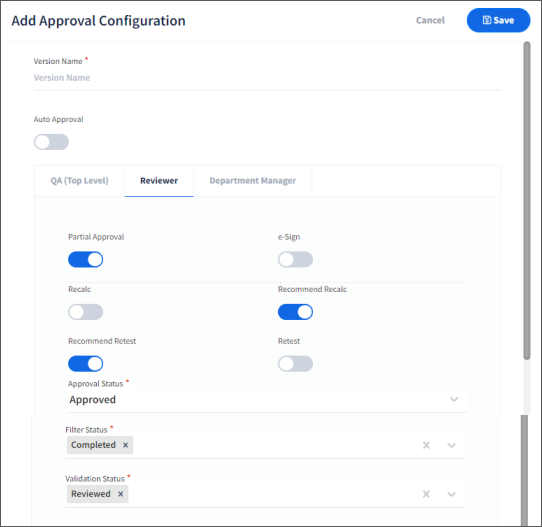 Add Approval Configuration Cancel Save
Version Name *
Version Name
Auto Approval
QA (Top Level) Reviewer Department Manager
Partial Approval e-Sign
Recalc Recommend Recalc
Recommend Retest Retest
Approval Status *
Approved
Filter Status *
Completed x X
Validation Status *
Reviewed x X